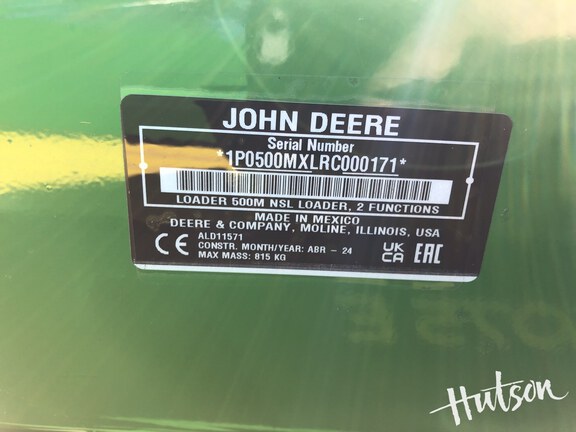 JOHN DEERE
Serial Number
*1P0500MXLRC000171*
LOADER 500M NSL LOADER, 2 FUNCTIONS
MADE IN MEXICO
DEERE & COMPANY, MOLINE, ILLINOIS, USA
ALD11571
CONSTR. MONTH/YEAR: ABR - 24
MAX MASS: 815 KG
CE
UK
CA
EAC
Hutson